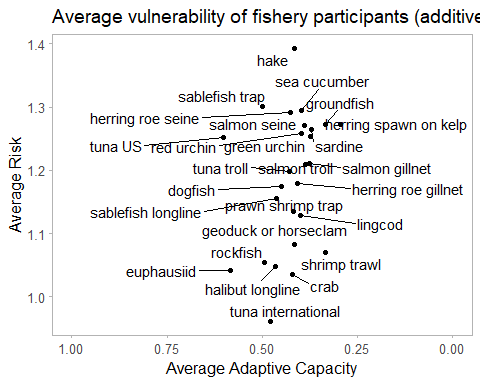 Average vulnerability of fishery participants (additive
1.4
hake
sea cucumber
sablefish trap
groundfish
1.3
herring roe seine
salmon seine
herring spawn on kelp
tuna US
red urchin
green urchin
sardine
1.2
tuna troll
salmon troll
salmon gillnet
dogfish
herring roe gillnet
sablefish longline
prawn shrimp trap
lingcod
1.1
geoduck or horseclam
rockfish
shrimp trawl
euphausiid
halibut longline
crab
1.0
tuna international
Average Risk
1.00
0.75
0.50
0.25
0.00
Average Adaptive Capacity